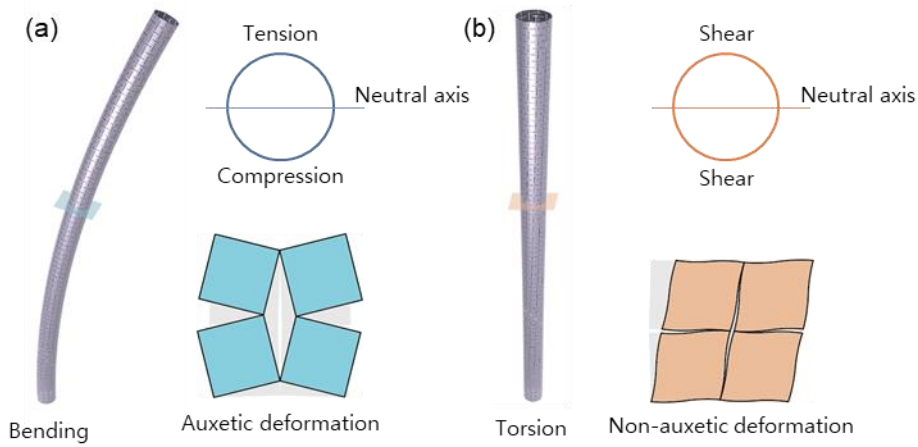 (a)
Tension
Neutral axis
Compression
Bending
Auxetic deformation
(b)
Shear
Neutral axis
Shear
Torsion
Non-auxetic deformation